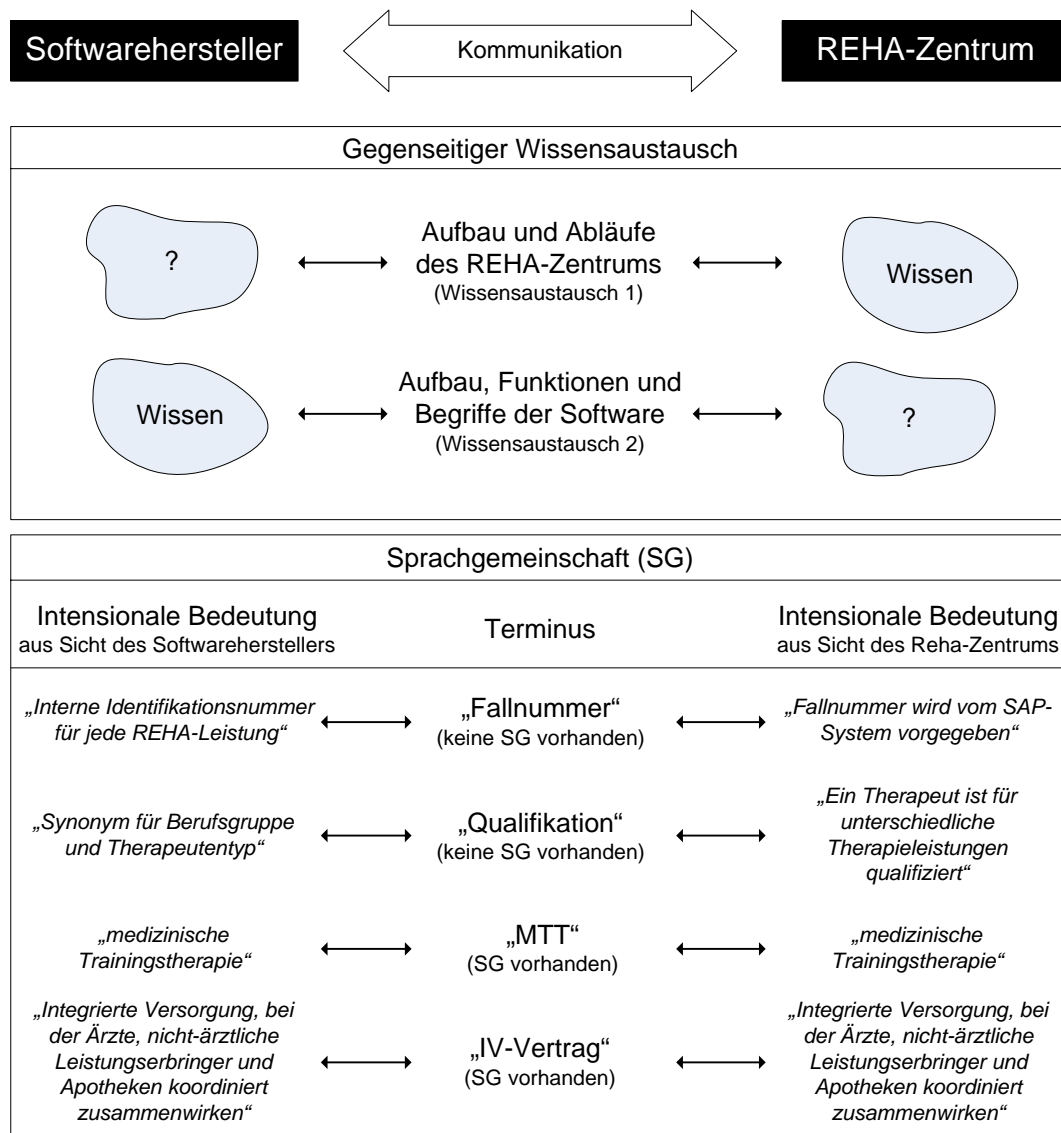 Softwarehersteller
Kommunikation
REHA-Zentrum
Gegenseitiger Wissensaustausch
?
Aufbau und Abläufe
des REHA-Zentrums
(Wissensaustausch 1)
Wissen
Wissen
Aufbau, Funktionen und
Begriffe der Software
(Wissensaustausch 2)
?
Sprachgemeinschaft (SG)
Intensionale Bedeutung
aus Sicht des Softwareherstellers
Terminus
Intensionale Bedeutung
aus Sicht des Reha-Zentrums
„Interne Identifikationsnummer
für jede REHA-Leistung“
„Fallnummer“
(keine SG vorhanden)
„Fallnummer wird vom SAP-
System vorgegeben“
„Synonym für Berufsgruppe
und Therapeutentyp“
„Qualifikation“
(keine SG vorhanden)
„Ein Therapeut ist für
unterschiedliche
Therapieleistungen
qualifiziert“
„medizinische
Trainingstherapie“
„MTT“
(SG vorhanden)
„medizinische
Trainingstherapie“
„Integrierte Versorgung, bei
der Ärzte, nicht-ärztliche
Leistungserbringer und
Apotheken koordiniert
zusammenwirken“
„IV-Vertrag“
(SG vorhanden)
„Integrierte Versorgung, bei
der Ärzte, nicht-ärztliche
Leistungserbringer und
Apotheken koordiniert
zusammenwirken“